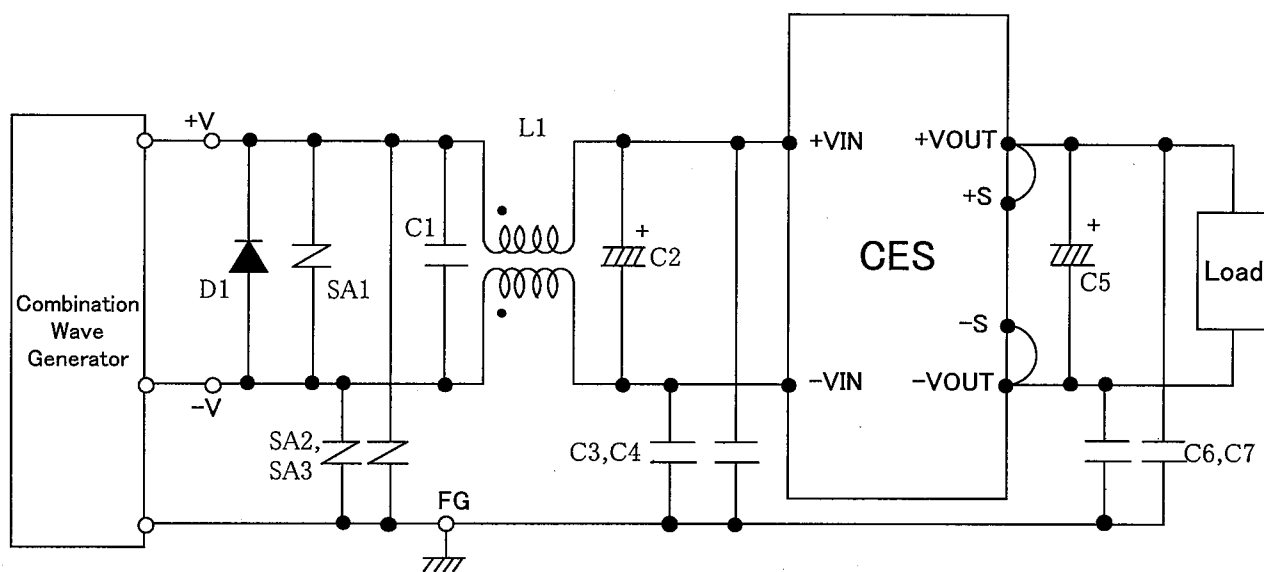 +V
L1
+VIN
+VOUT
+S
C1
+
C2
+
C5
CES
Load
D1
SA1
Combination
Wave
Generator
-S
-V
-VIN
-VOUT
SA2,
SA3
C3,C4
C6,C7
FG